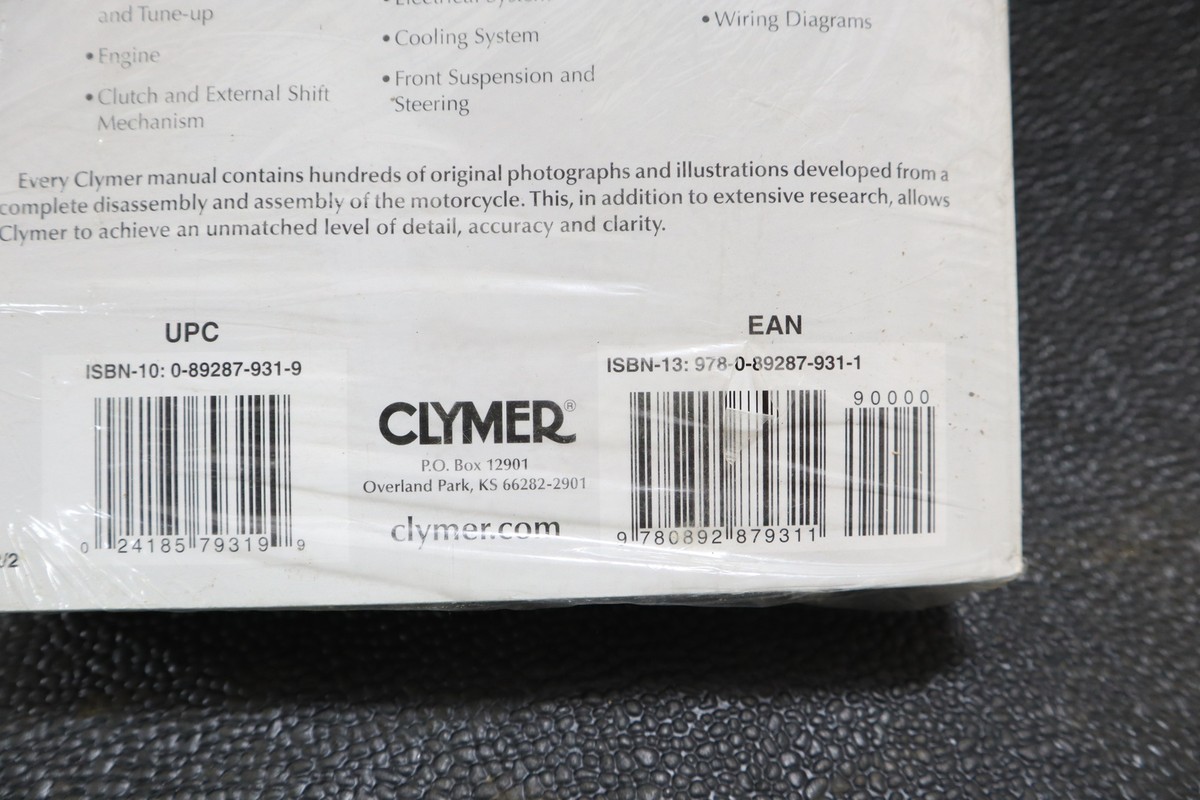 and Tune-up
• Engine
• Clutch and External Shift
Mechanism
• Electrical System
• Cooling System
• Front Suspension and
Steering
• Wiring Diagrams
Every Clymer manual contains hundreds of original photographs and illustrations developed from a
complete disassembly and assembly of the motorcycle. This, in addition to extensive research, allows
Clymer to achieve an unmatched level of detail, accuracy and clarity.
UPC
ISBN-10: 0-89287-931-9
0 24185 79319 9
CLYMER®
P.O. Box 12901
Overland Park, KS 66282-2901
clymer.com
EAN
ISBN-13: 978-0-89287-931-1
90000
9 780892 879311